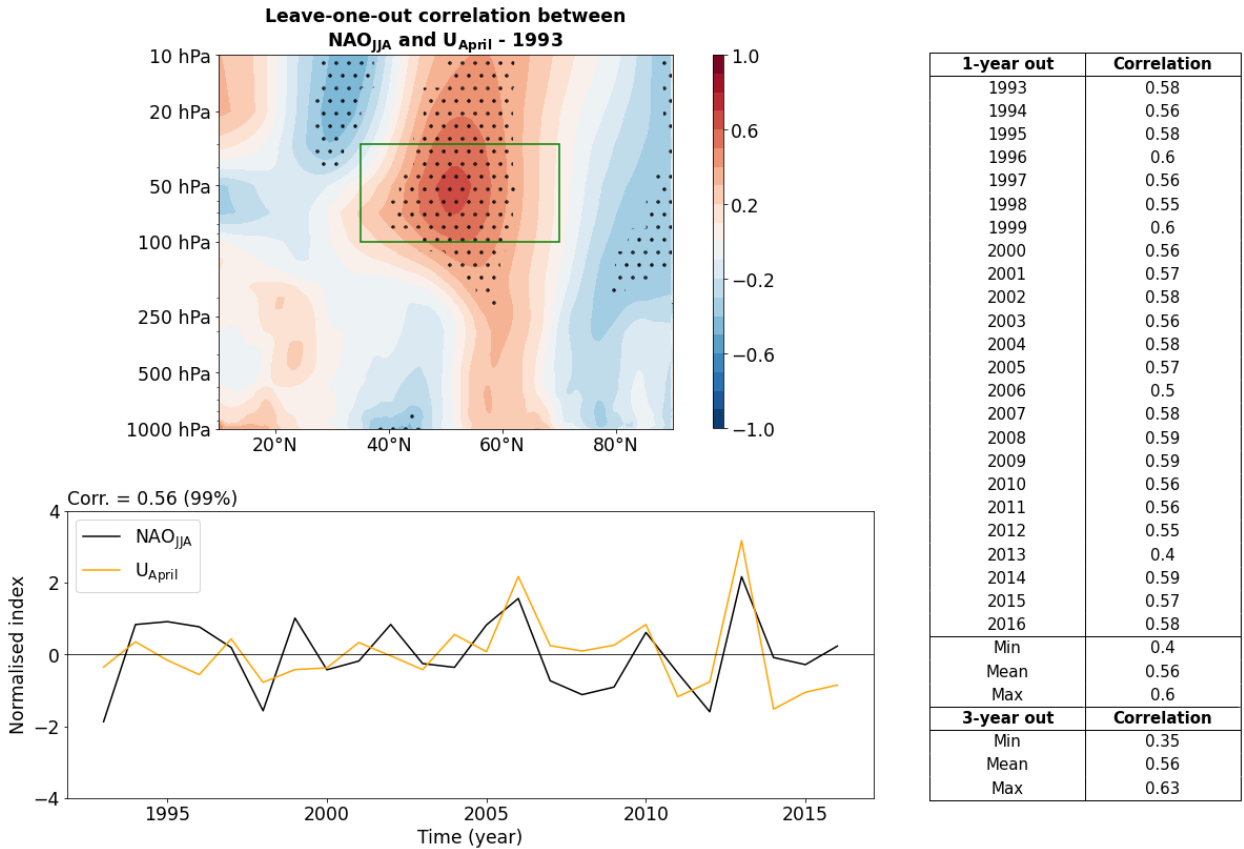 Leave-one-out correlation between
NAO_JJA and U_April - 1993
10 hPa
20 hPa
50 hPa
100 hPa
250 hPa
500 hPa
1000 hPa
20°N
40°N
60°N
80°N
1.0
0.6
0.2
−0.2
−0.6
−1.0
Corr. = 0.56 (99%)
NAO_JJA
U_April
Normalised index
4
2
0
−2
−4
1995
2000
2005
2010
2015
Time (year)
1-year out Correlation
1993 0.58
1994 0.56
1995 0.58
1996 0.6
1997 0.56
1998 0.55
1999 0.6
2000 0.56
2001 0.57
2002 0.58
2003 0.56
2004 0.58
2005 0.57
2006 0.5
2007 0.58
2008 0.59
2009 0.59
2010 0.56
2011 0.56
2012 0.55
2013 0.4
2014 0.59
2015 0.57
2016 0.58
Min 0.4
Mean 0.56
Max 0.6
3-year out Correlation
Min 0.35
Mean 0.56
Max 0.63